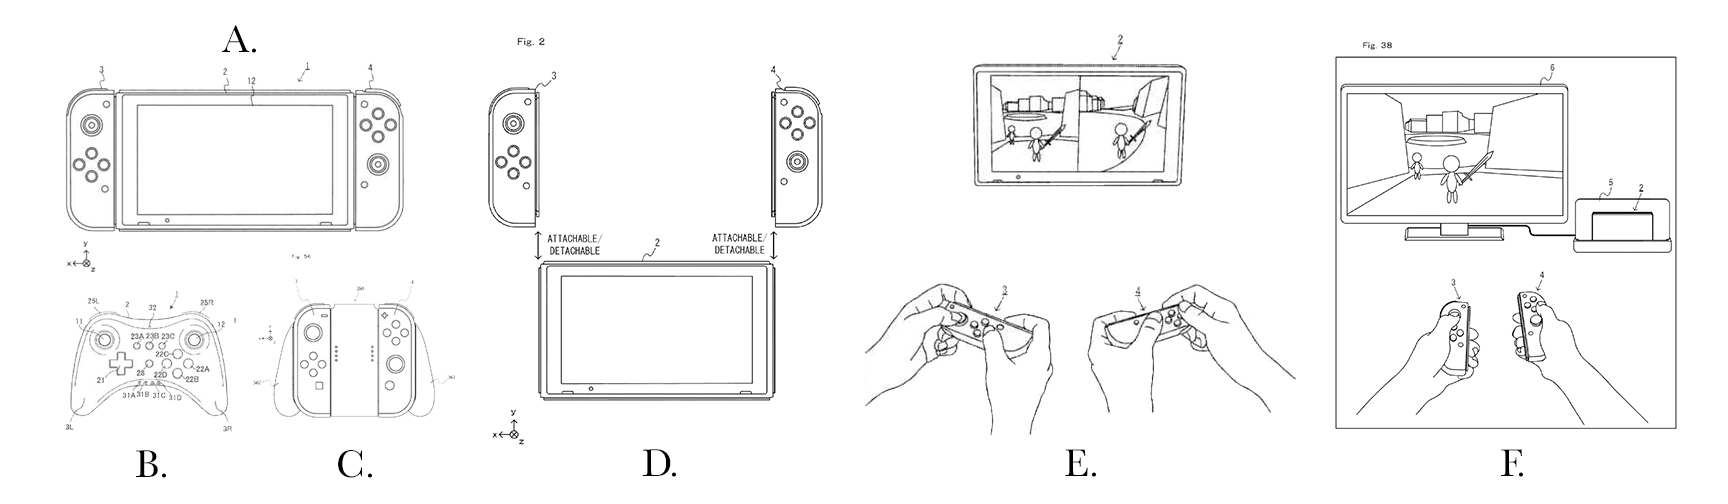 A.
3
2
12
1
4
y
x
z
25L
2
32
1
25R
11
23A
23B
23C
12
22C
21
28
22D
22A
22B
31A
31B
31C
31D
3L
3R
B.
C.
Fig. 2
3
4
ATTACHABLE/
DETACHABLE
ATTACHABLE/
DETACHABLE
2
y
x
z
D.
2
3
4
E.
Fig. 38
6
5
2
3
4
F.